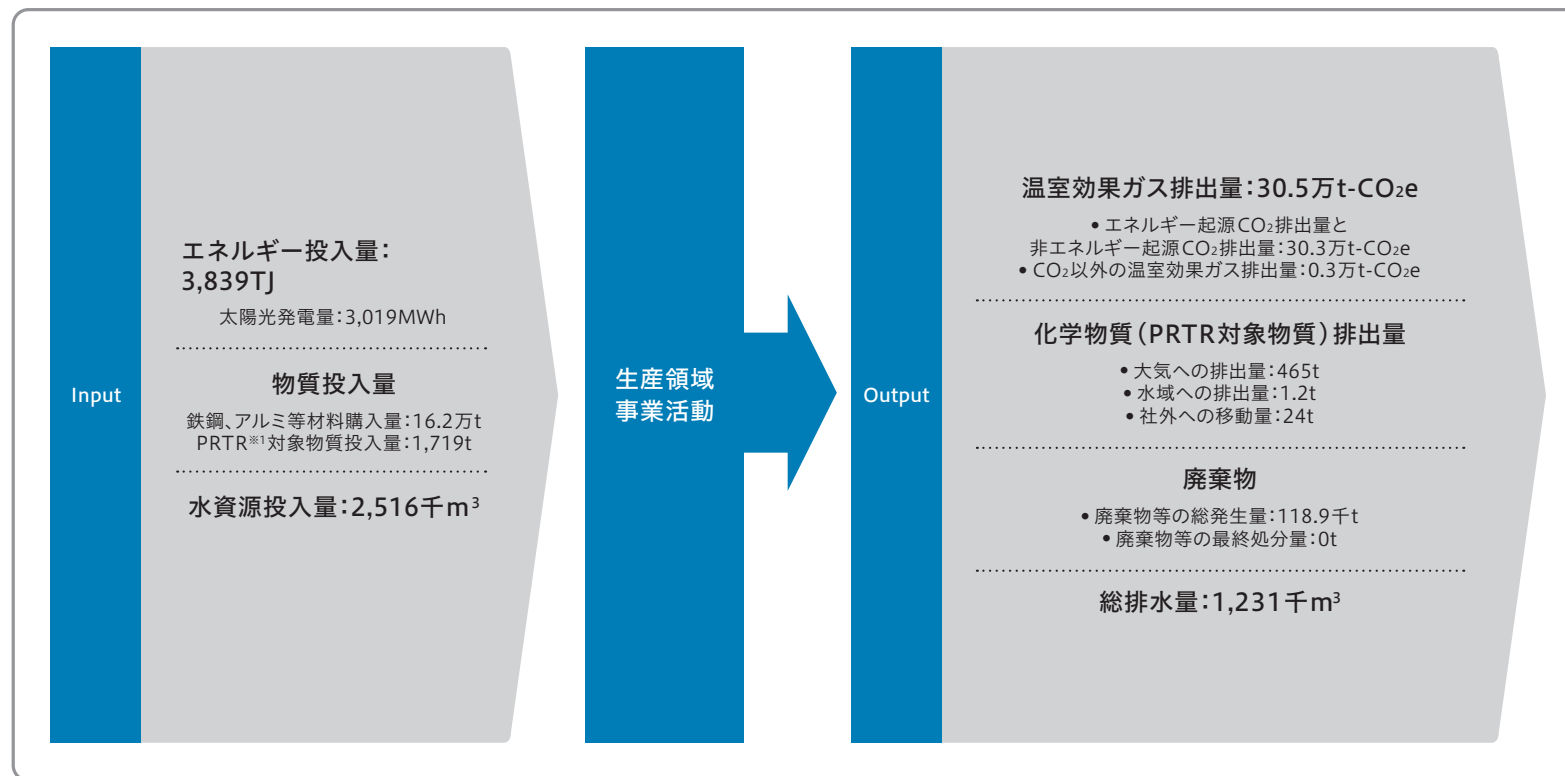 Input
エネルギー投入量：
3,839TJ
太陽光発電量：3,019MWh
物質投入量
鉄鋼、アルミ等材料購入量：16.2万t
PRTR※1対象物質投入量：1,719t
水資源投入量：2,516千m³
生産領域
事業活動
Output
温室効果ガス排出量：30.5万t-CO₂e
• エネルギー起源CO₂排出量と
非エネルギー起源CO₂排出量：30.3万t-CO₂e
• CO₂以外の温室効果ガス排出量：0.3万t-CO₂e
化学物質（PRTR対象物質）排出量
• 大気への排出量：465t
• 水域への排出量：1.2t
• 社外への移動量：24t
廃棄物
• 廃棄物等の総発生量：118.9千t
• 廃棄物等の最終処分量：0t
総排水量：1,231千m³